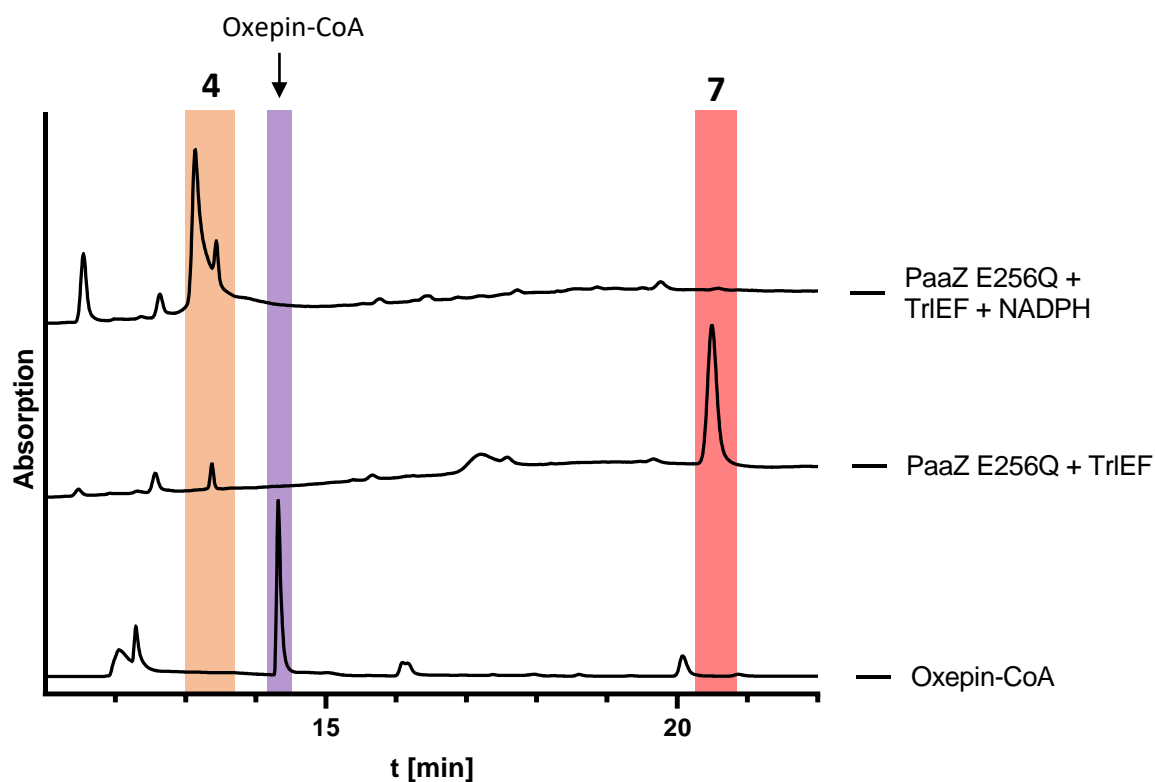 Oxepin-CoA
4
7
PaaZ E256Q +
TrlEF + NADPH
PaaZ E256Q + TrlEF
Oxepin-CoA
Absorption
15
20
t [min]